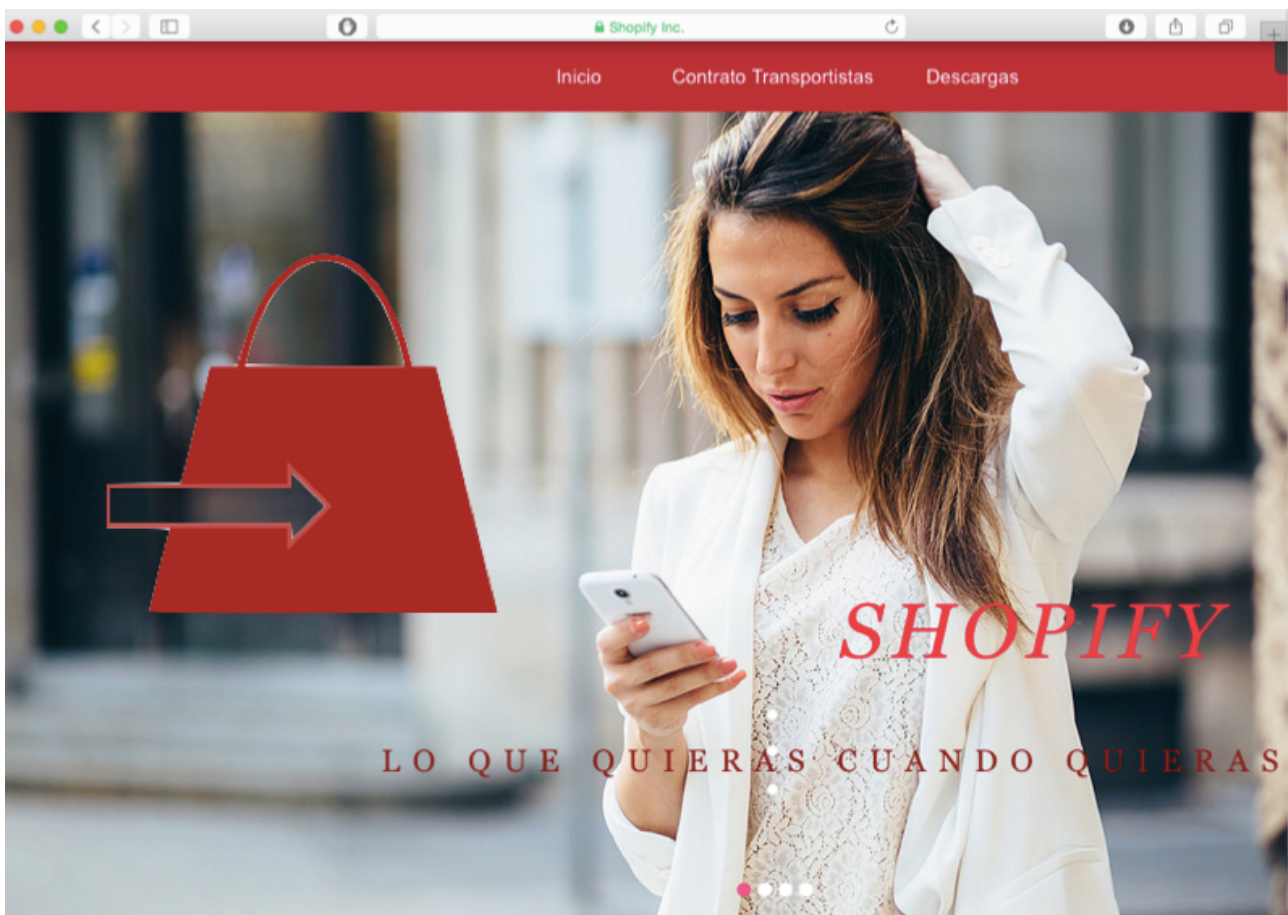 Shopify Inc.
Inicio Contrato Transportistas Descargas
SHOPIFY
LO QUE QUIERAS CUANDO QUIERAS